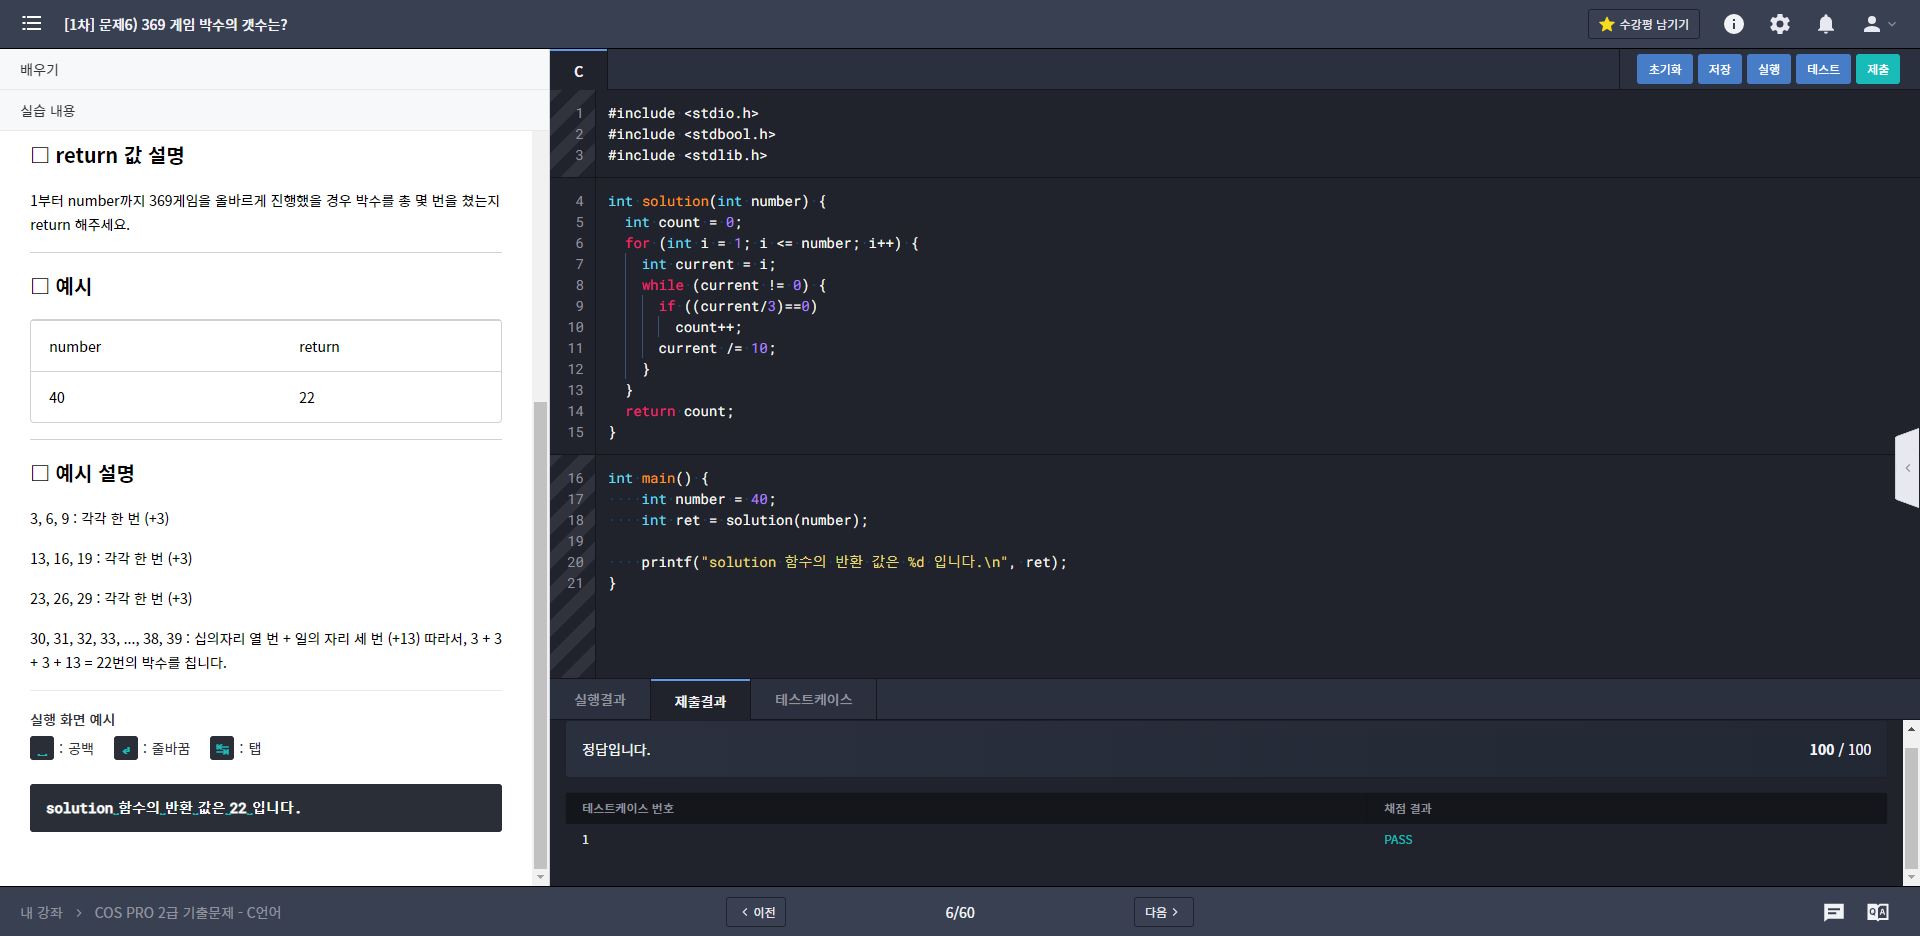 [1차] 문제6) 369 게임 박수의 갯수는?
수강평 남기기
배우기
실습 내용
return 값 설명
1부터 number까지 369게임을 올바르게 진행했을 경우 박수를 총 몇 번을 쳤는지
return 해주세요.
예시
number return
40 22
예시 설명
3, 6, 9 : 각각 한 번 (+3)
13, 16, 19 : 각각 한 번 (+3)
23, 26, 29 : 각각 한 번 (+3)
30, 31, 32, 33, ..., 38, 39 : 십의자리 열 번 + 일의 자리 세 번 (+13) 따라서, 3 + 3
+ 3 + 13 = 22번의 박수를 칩니다.
실행 화면 예시
: 공백 : 줄바꿈 : 탭
solution 함수의 반환 값은 22 입니다.
C
초기화 저장 실행 테스트 제출
1 #include <stdio.h>
2 #include <stdbool.h>
3 #include <stdlib.h>
4 int solution(int number) {
5 int count = 0;
6 for (int i = 1; i <= number; i++) {
7 int current = i;
8 while (current != 0) {
9 if ((current/3)==0)
10 count++;
11 current /= 10;
12 }
13 }
14 return count;
15 }
16 int main() {
17 int number = 40;
18 int ret = solution(number);
19
20 printf("solution 함수의 반환 값은 %d 입니다.\n", ret);
21 }
실행결과 제출결과 테스트케이스
정답입니다. 100 / 100
테스트케이스 번호 채점 결과
1 PASS
내 강좌 > COS PRO 2급 기출문제 - C언어
< 이전 6/60 다음 >